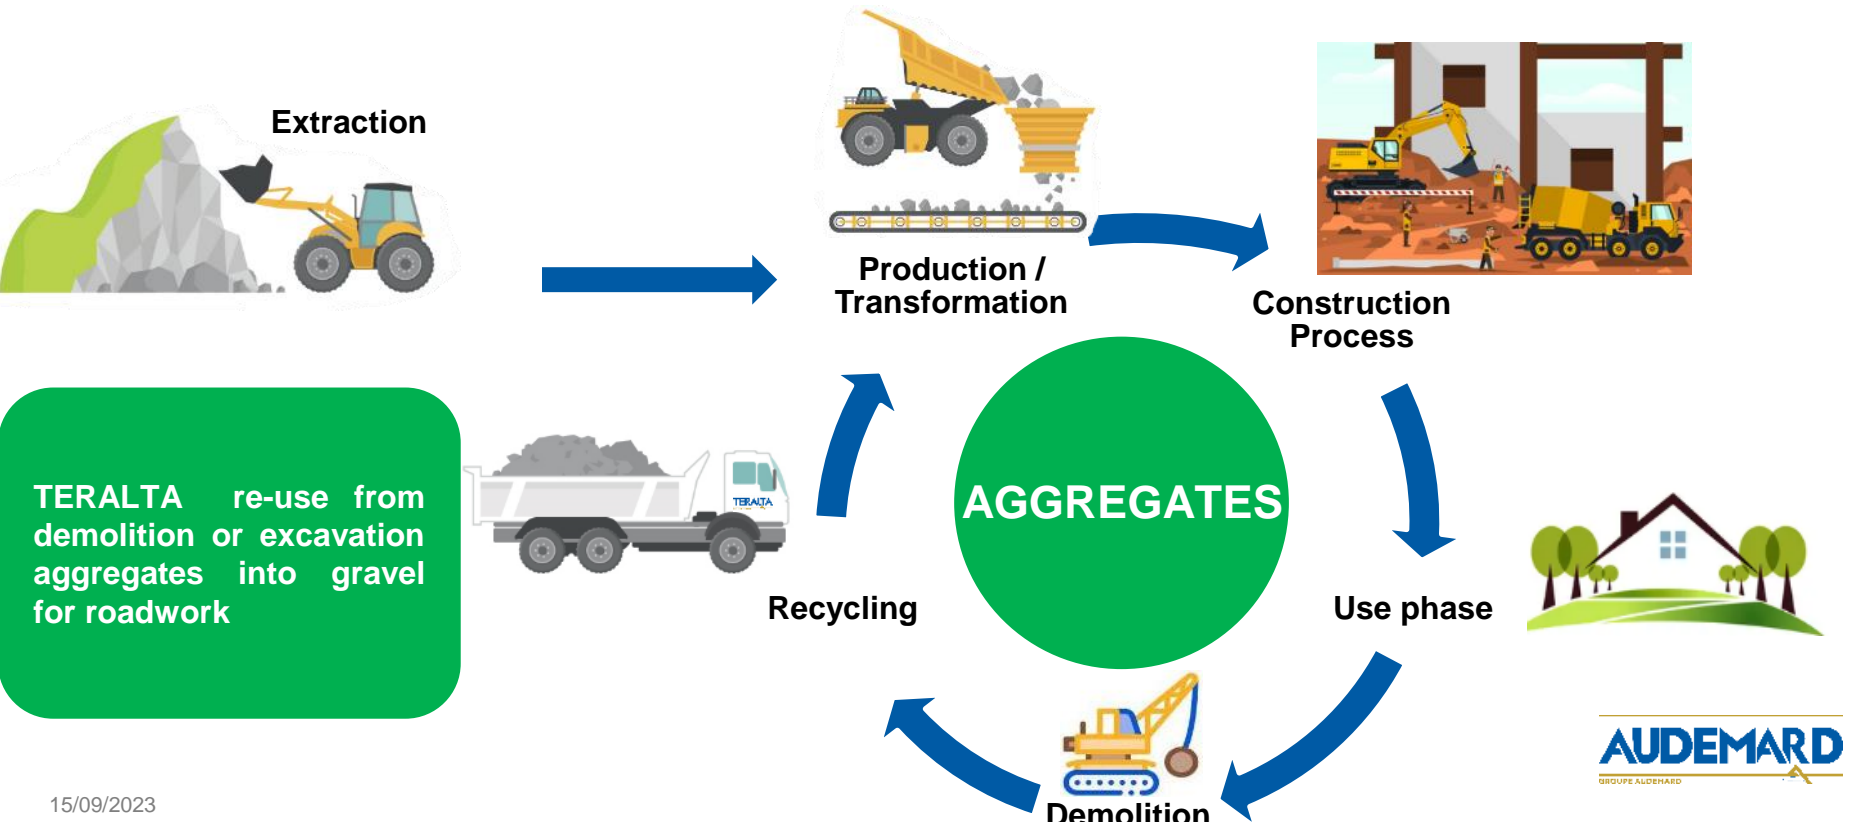 Extraction
Production /
Transformation
Construction
Process
AGGREGATES
TERALTA re-use from
demolition or excavation
aggregates into gravel
for roadwork
TERALTA
Recycling
Use phase
Demolition
AUDEMARD
GROUPE AUDEMARD
15/09/2023